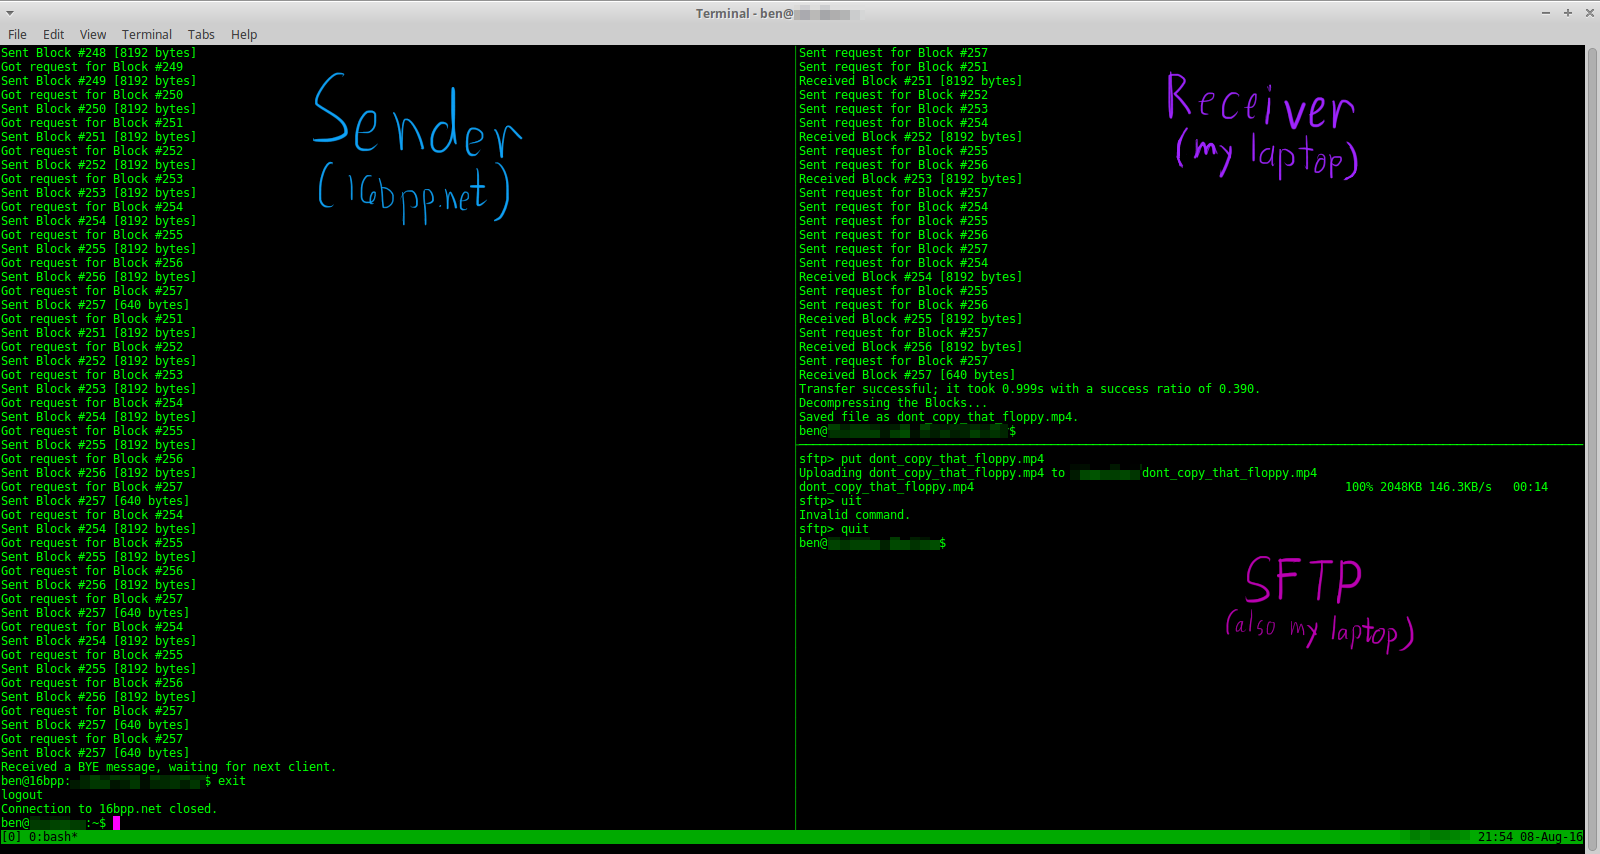 Terminal - ben@
File Edit View Terminal Tabs Help
Sent Block #248 [8192 bytes]
Got request for Block #249
Sent Block #249 [8192 bytes]
Got request for Block #250
Sent Block #250 [8192 bytes]
Got request for Block #251
Sent Block #251 [8192 bytes]
Got request for Block #252
Sent Block #252 [8192 bytes]
Got request for Block #253
Sent Block #253 [8192 bytes]
Got request for Block #254
Sent Block #254 [8192 bytes]
Got request for Block #255
Sent Block #255 [8192 bytes]
Got request for Block #256
Sent Block #256 [8192 bytes]
Got request for Block #257
Sent Block #257 [640 bytes]
Got request for Block #251
Sent Block #251 [8192 bytes]
Got request for Block #252
Sent Block #252 [8192 bytes]
Got request for Block #253
Sent Block #253 [8192 bytes]
Got request for Block #254
Sent Block #254 [8192 bytes]
Got request for Block #255
Sent Block #255 [8192 bytes]
Got request for Block #256
Sent Block #256 [8192 bytes]
Got request for Block #257
Sent Block #257 [640 bytes]
Got request for Block #254
Sent Block #254 [8192 bytes]
Got request for Block #255
Sent Block #255 [8192 bytes]
Got request for Block #256
Sent Block #256 [8192 bytes]
Got request for Block #257
Sent Block #257 [640 bytes]
Got request for Block #254
Sent Block #254 [8192 bytes]
Got request for Block #255
Sent Block #255 [8192 bytes]
Got request for Block #256
Sent Block #256 [8192 bytes]
Got request for Block #257
Sent Block #257 [640 bytes]
Got request for Block #257
Sent Block #257 [640 bytes]
Received a BYE message, waiting for next client.
ben@16bpp: $ exit
logout
Connection to 16bpp.net closed.
ben@ :~$
Sender
(16bpp.net)
Sent request for Block #257
Sent request for Block #251
Received Block #251 [8192 bytes]
Sent request for Block #252
Sent request for Block #253
Sent request for Block #254
Received Block #252 [8192 bytes]
Sent request for Block #255
Sent request for Block #256
Received Block #253 [8192 bytes]
Sent request for Block #257
Sent request for Block #254
Sent request for Block #255
Sent request for Block #256
Sent request for Block #257
Sent request for Block #254
Received Block #254 [8192 bytes]
Sent request for Block #255
Sent request for Block #256
Received Block #255 [8192 bytes]
Sent request for Block #257
Received Block #256 [8192 bytes]
Sent request for Block #257
Received Block #257 [640 bytes]
Transfer successful; it took 0.999s with a success ratio of 0.390.
Decompressing the Blocks...
Saved file as dont_copy_that_floppy.mp4.
ben@ $
Receiver
(my laptop)
sftp> put dont_copy_that_floppy.mp4
Uploading dont_copy_that_floppy.mp4 to dont_copy_that_floppy.mp4
dont_copy_that_floppy.mp4 100% 2048KB 146.3KB/s 00:14
sftp> uit
Invalid command.
sftp> quit
ben@ $
SFTP
(also my laptop)
[0] 0:bash* 21:54 08-Aug-16